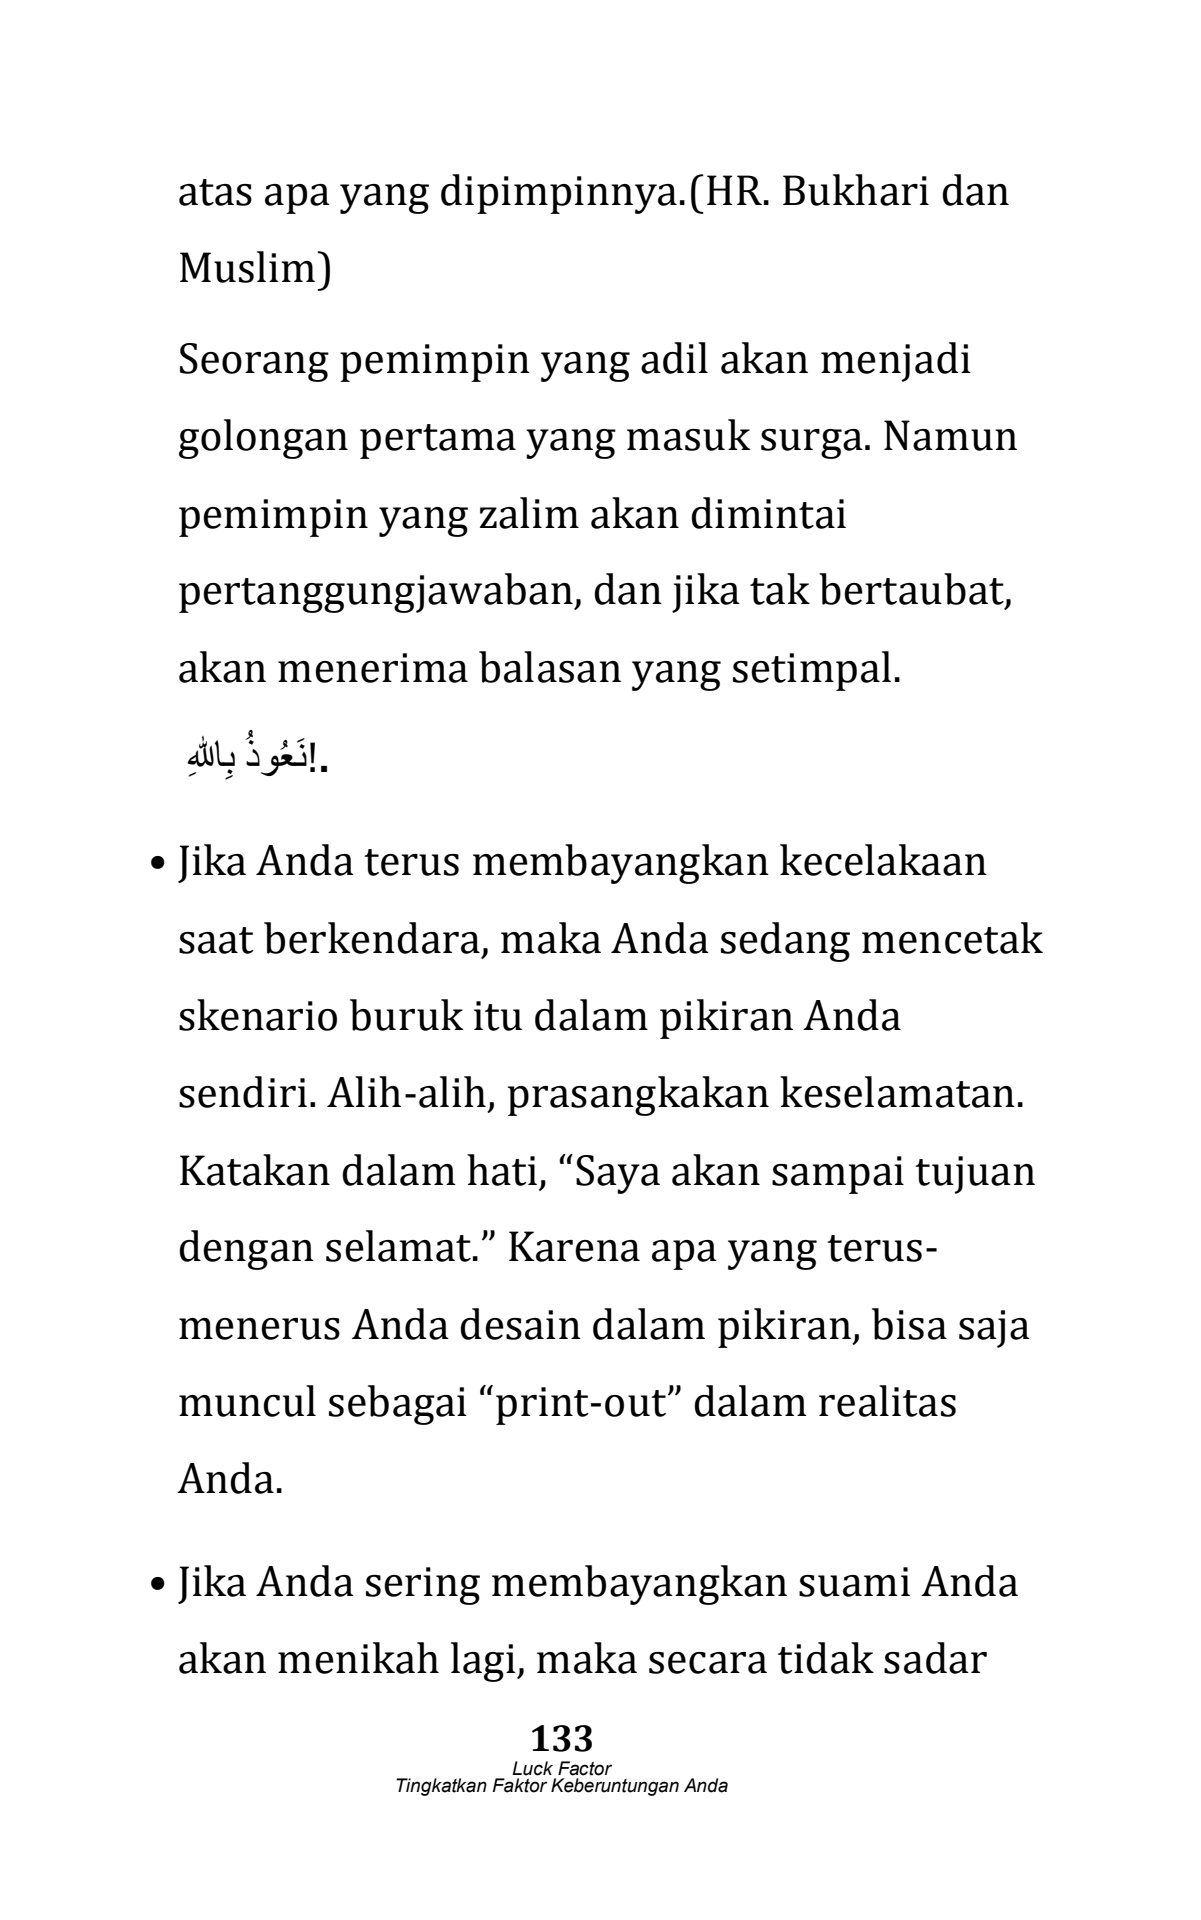 atas apa yang dipimpinnya.(HR. Bukhari dan
Muslim)
Seorang pemimpin yang adil akan menjadi
golongan pertama yang masuk surga. Namun
pemimpin yang zalim akan dimintai
pertanggungjawaban, dan jika tak bertaubat,
akan menerima balasan yang setimpal.
نَعُوذُ بِاللهِ!.
• Jika Anda terus membayangkan kecelakaan
saat berkendara, maka Anda sedang mencetak
skenario buruk itu dalam pikiran Anda
sendiri. Alih-alih, prasangkakan keselamatan.
Katakan dalam hati, “Saya akan sampai tujuan
dengan selamat.” Karena apa yang terus-
menerus Anda desain dalam pikiran, bisa saja
muncul sebagai “print-out” dalam realitas
Anda.
• Jika Anda sering membayangkan suami Anda
akan menikah lagi, maka secara tidak sadar
133
Luck Factor
Tingkatkan Faktor Keberuntungan Anda